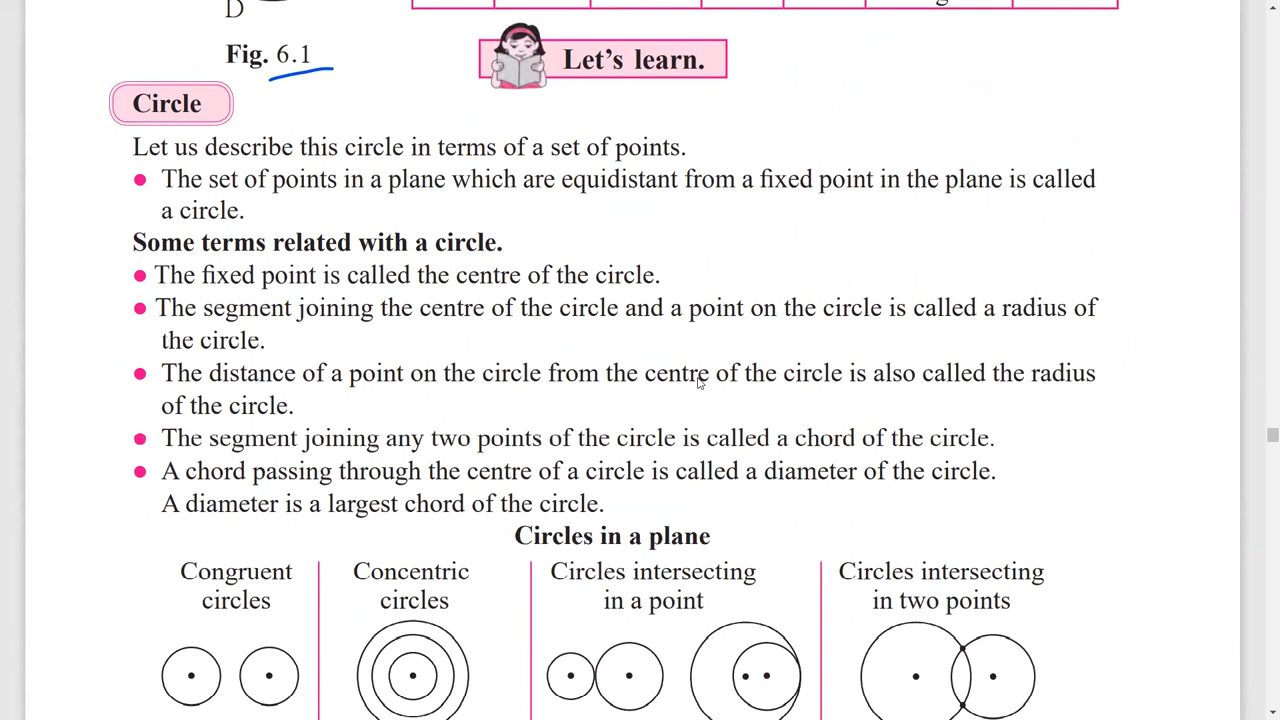 D
Fig. 6.1
Let's learn.
Circle
Let us describe this circle in terms of a set of points.
● The set of points in a plane which are equidistant from a fixed point in the plane is called
a circle.
Some terms related with a circle.
● The fixed point is called the centre of the circle.
● The segment joining the centre of the circle and a point on the circle is called a radius of
the circle.
● The distance of a point on the circle from the centre of the circle is also called the radius
of the circle.
● The segment joining any two points of the circle is called a chord of the circle.
● A chord passing through the centre of a circle is called a diameter of the circle.
A diameter is a largest chord of the circle.
Circles in a plane
Congruent
circles
Concentric
circles
Circles intersecting
in a point
Circles intersecting
in two points